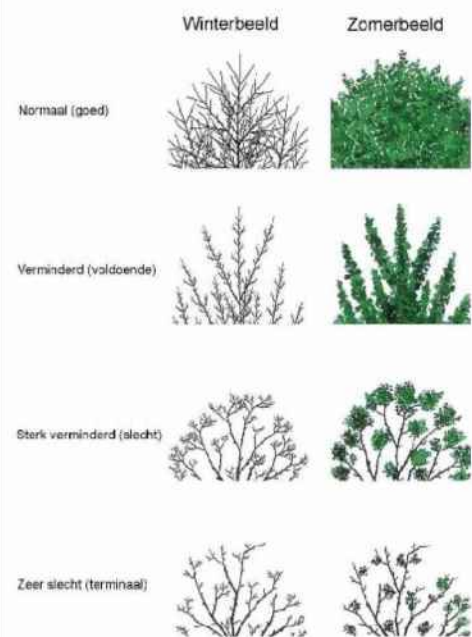 Winterbeeld Zomerbeeld
Normaal (goed)
Verminderd (voldoende)
Sterk verminderd (slecht)
Zeer slecht (terminaal)